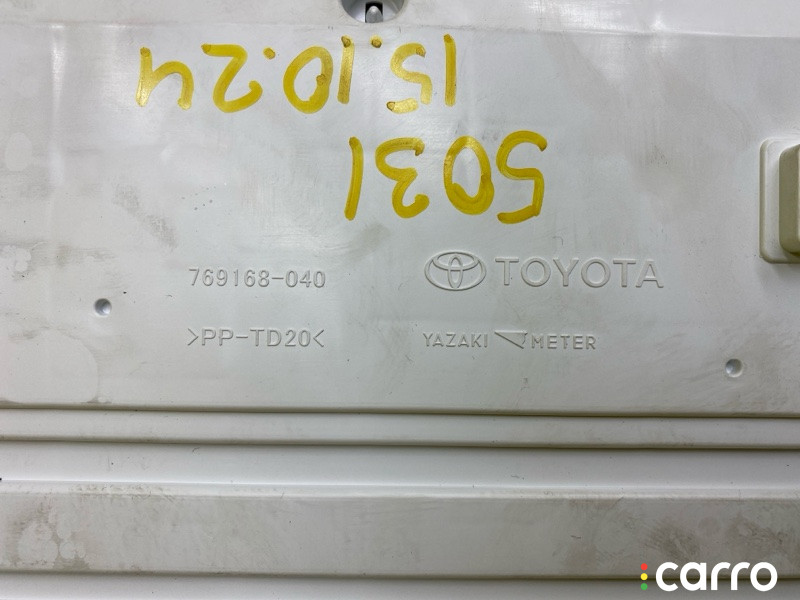 15.10.24
5031
769168-040
TOYOTA
>PP-TD20<
YAZAKI METER
carro